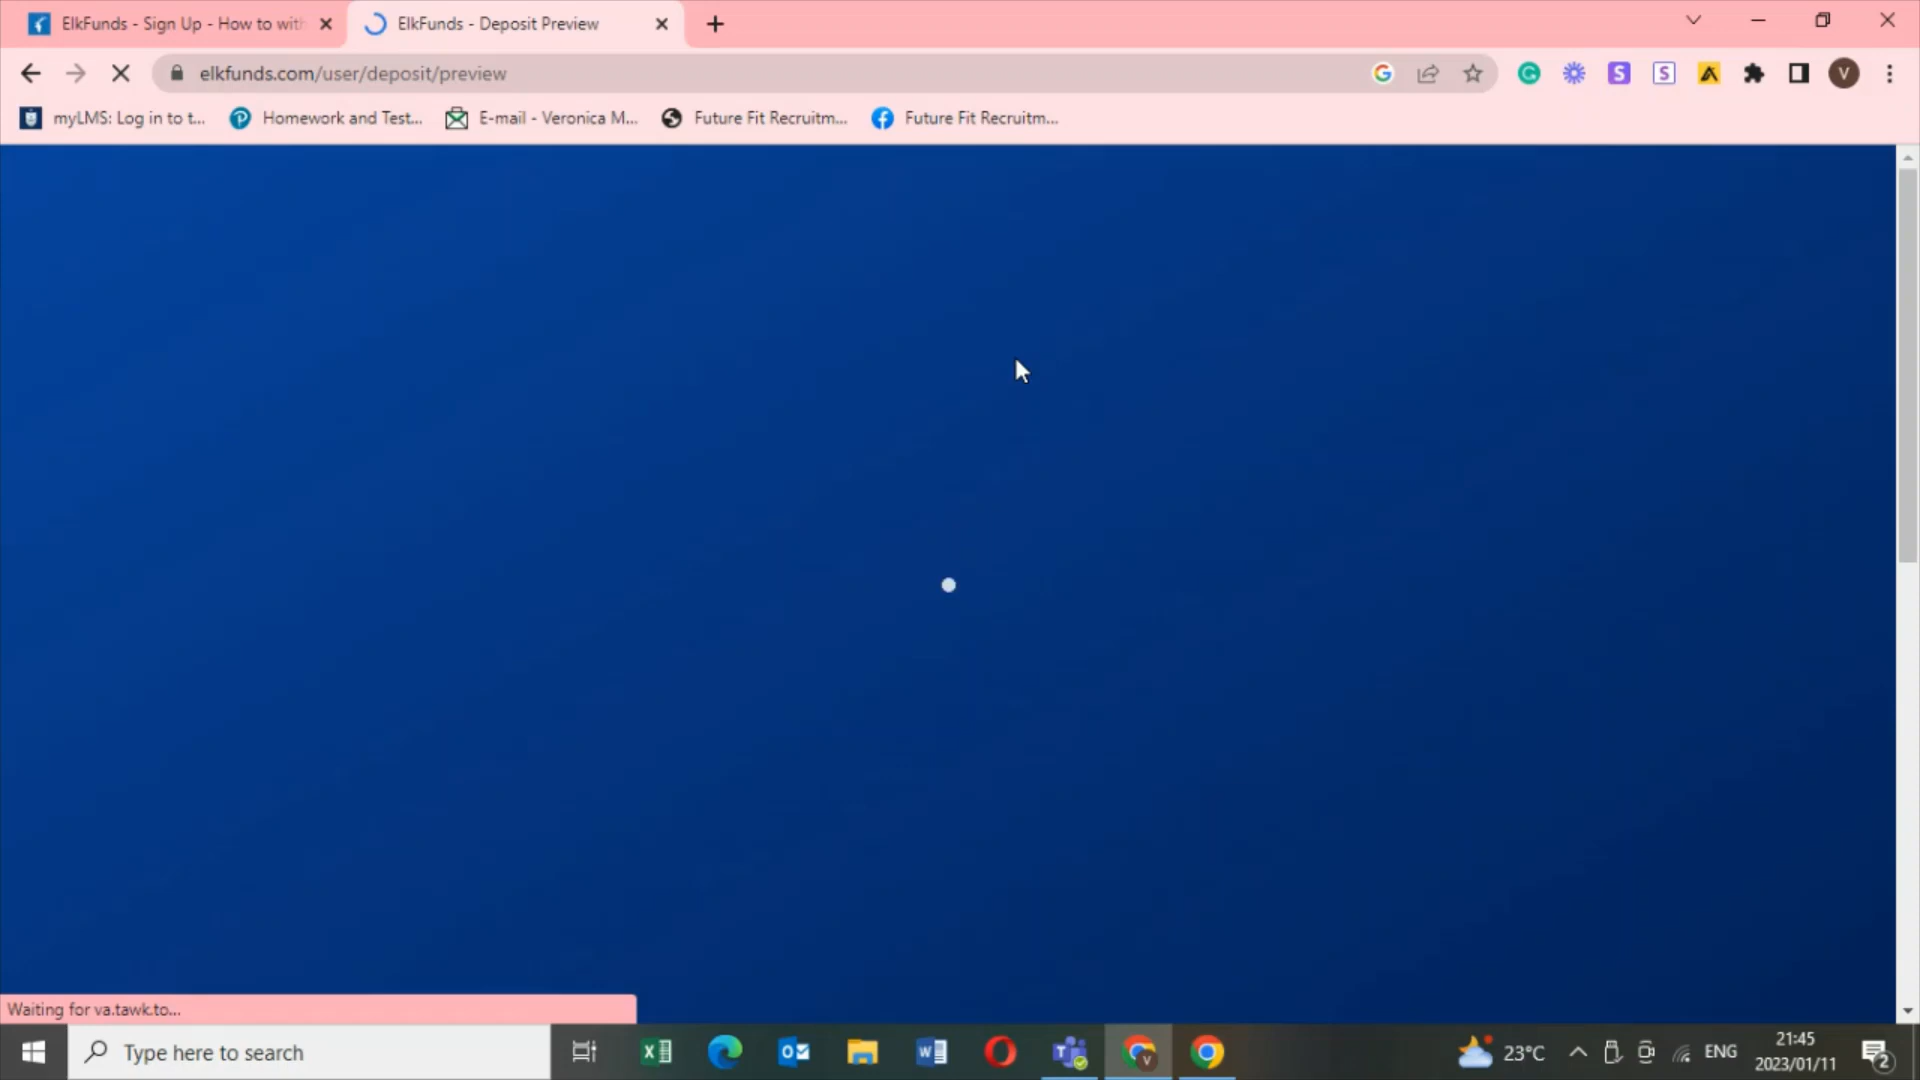 ElkFunds - Sign Up - How to with
ElkFunds - Deposit Preview
elkfunds.com/user/deposit/preview
myLMS: Log in to t...
Homework and Test...
E-mail - Veronica M...
Future Fit Recruitm...
Future Fit Recruitm...
Waiting for va.tawk.to...
Type here to search
23°C
ENG
21:45
2023/01/11
2